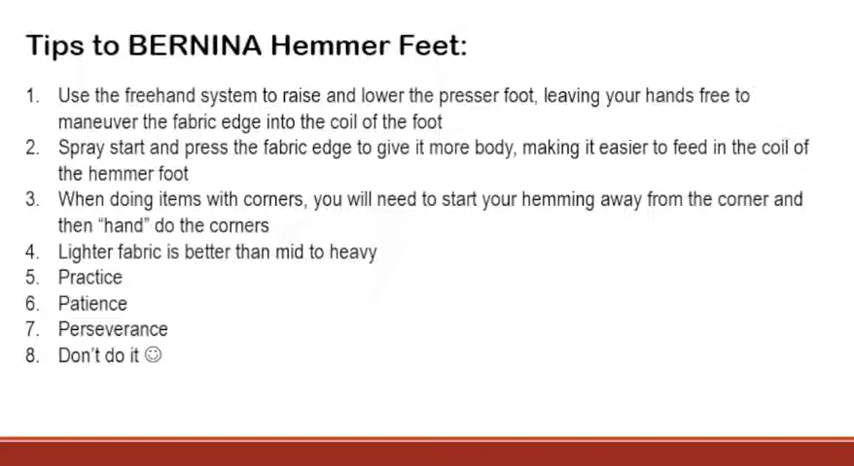 Tips to BERNINA Hemmer Feet:
1. Use the freehand system to raise and lower the presser foot, leaving your hands free to
maneuver the fabric edge into the coil of the foot
2. Spray start and press the fabric edge to give it more body, making it easier to feed in the coil of
the hemmer foot
3. When doing items with corners, you will need to start your hemming away from the corner and
then “hand” do the corners
4. Lighter fabric is better than mid to heavy
5. Practice
6. Patience
7. Perseverance
8. Don't do it ☺